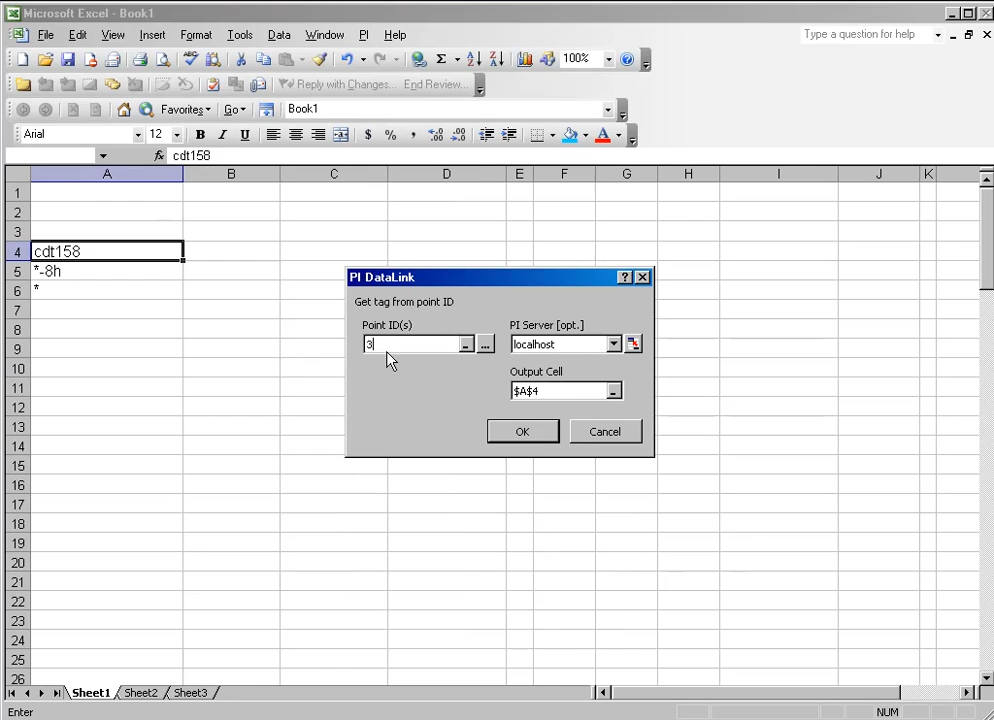 Microsoft Excel - Book1
File Edit View Insert Format Tools Data Window PI Help
Type a question for help
Σ 100%
Reply with Changes... End Review...
Favorites Go Book1
Arial 12 B I U $ % , A
fx cdt158
A B C D E F G H I J K
1
2
3
4 cdt158
5 *-8h
6 *
7
8
9
10
11
12
13
14
15
16
17
18
19
20
21
22
23
24
25
26
PI DataLink
Get tag from point ID
Point ID(s) PI Server [opt.]
3 ... localhost
Output Cell
$A$4
OK Cancel
Sheet1 Sheet2 Sheet3
Enter NUM